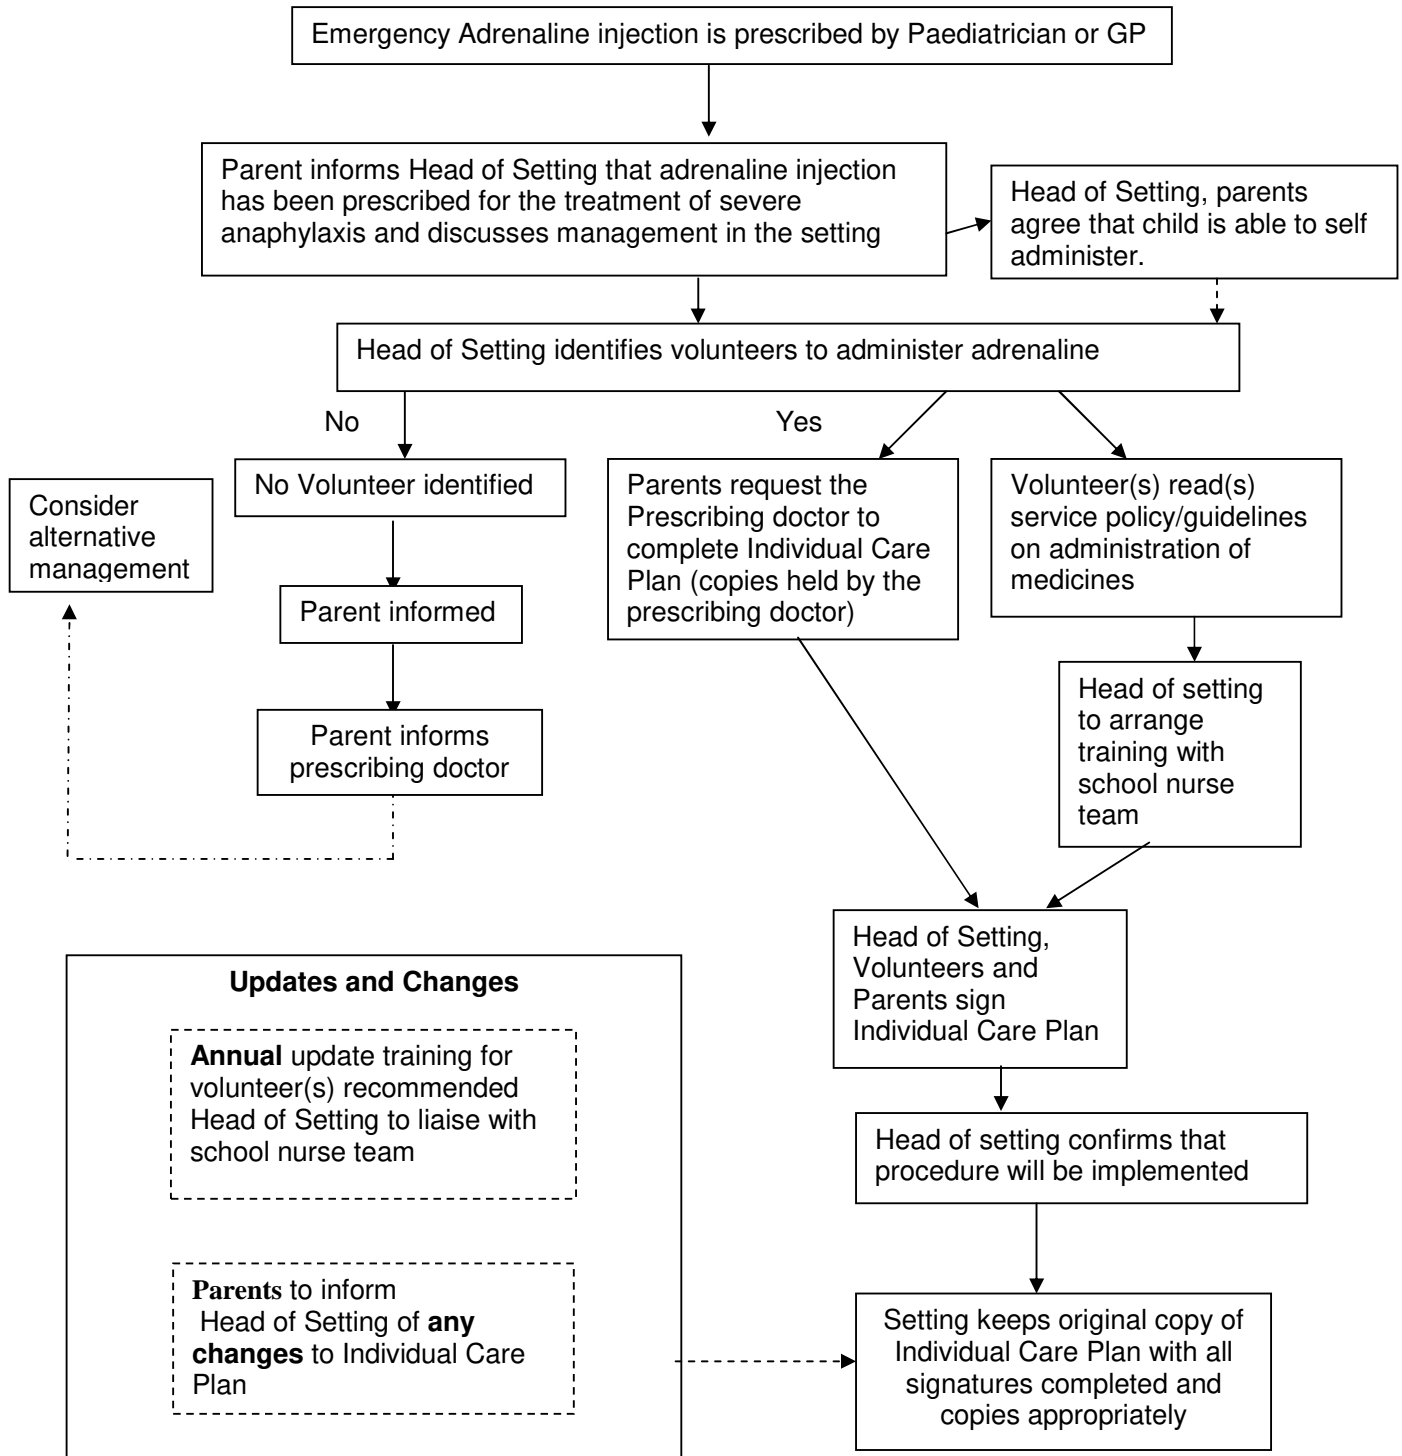 Emergency Adrenaline injection is prescribed by Paediatrician or GP
Parent informs Head of Setting that adrenaline injection
has been prescribed for the treatment of severe
anaphylaxis and discusses management in the setting
Head of Setting, parents
agree that child is able to self
administer.
Head of Setting identifies volunteers to administer adrenaline
No
Yes
No Volunteer identified
Consider
alternative
management
Parent informed
Parent informs
prescribing doctor
Parents request the
Prescribing doctor to
complete Individual Care
Plan (copies held by the
prescribing doctor)
Volunteer(s) read(s)
service policy/guidelines
on administration of
medicines
Head of setting
to arrange
training with
school nurse
team
Head of Setting,
Volunteers and
Parents sign
Individual Care Plan
Head of setting confirms that
procedure will be implemented
Setting keeps original copy of
Individual Care Plan with all
signatures completed and
copies appropriately
Updates and Changes
Annual update training for
volunteer(s) recommended
Head of Setting to liaise with
school nurse team
Parents to inform
Head of Setting of any
changes to Individual Care
Plan